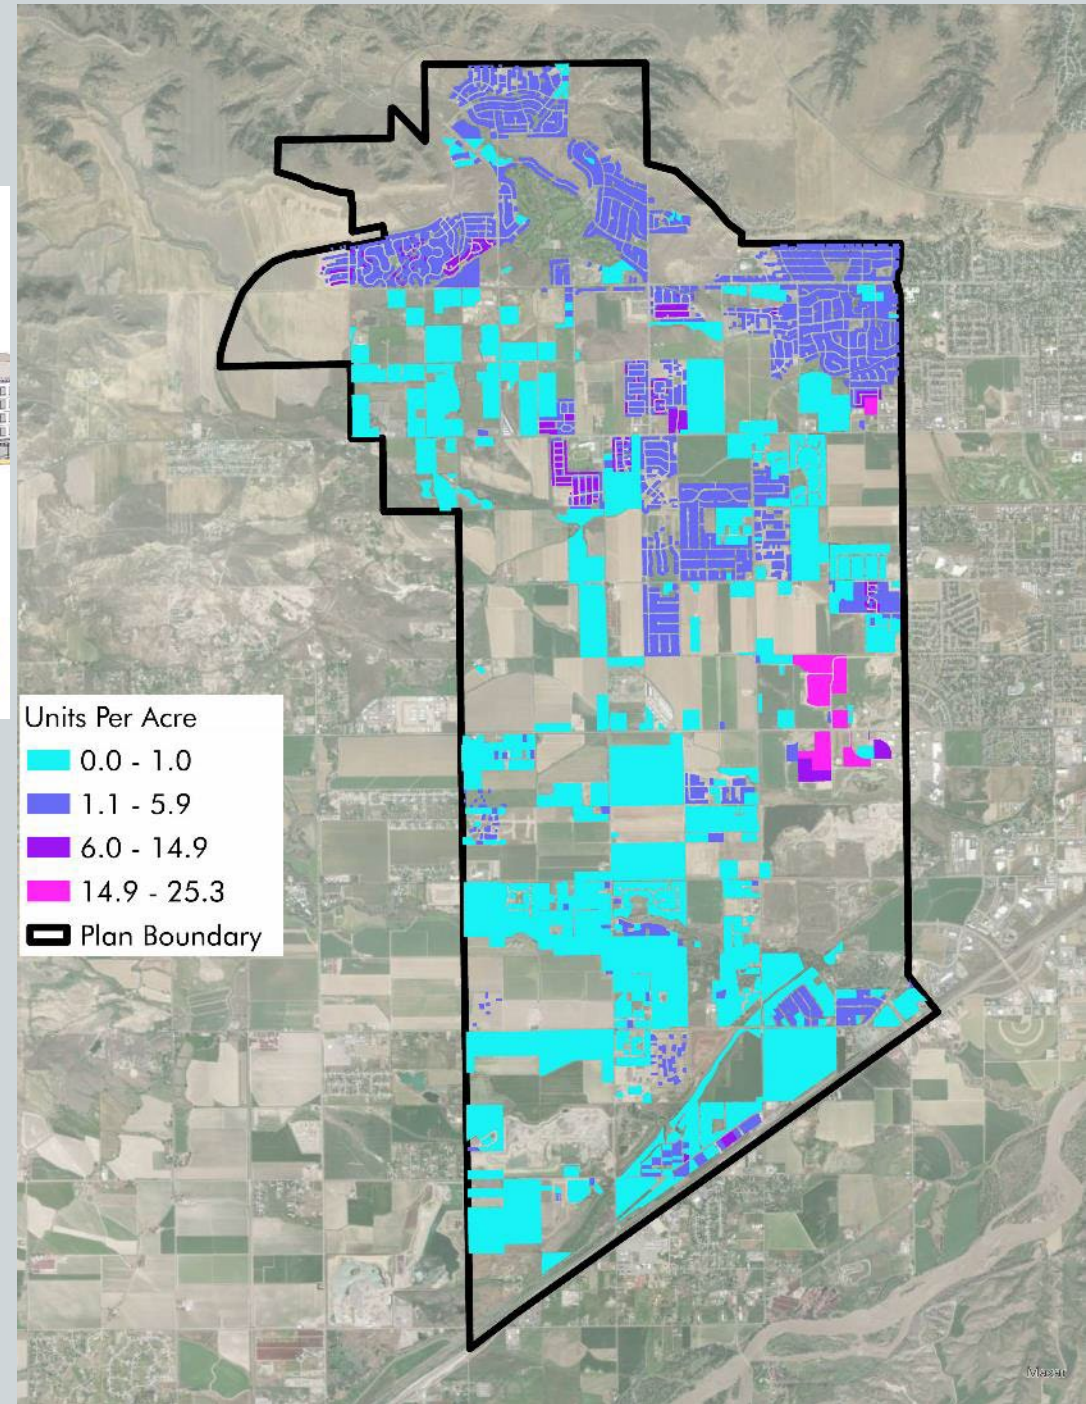 Units Per Acre
0.0 - 1.0
1.1 - 5.9
6.0 - 14.9
14.9 - 25.3
Plan Boundary
Maxar